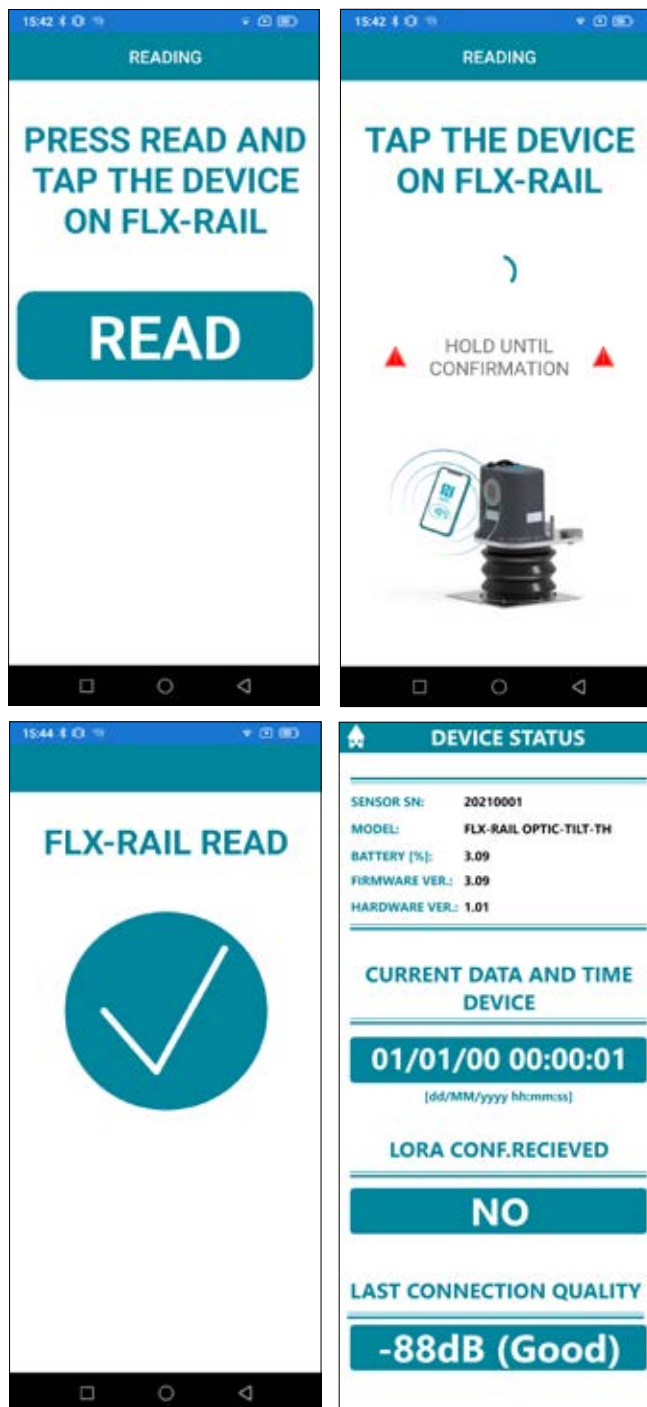 15:42
READING
PRESS READ AND
TAP THE DEVICE
ON FLX-RAIL
READ
15:42
READING
TAP THE DEVICE
ON FLX-RAIL
HOLD UNTIL
CONFIRMATION
15:44
FLX-RAIL READ
DEVICE STATUS
SENSOR SN: 20210001
MODEL: FLX-RAIL OPTIC-TILT-TH
BATTERY [%]: 3.09
FIRMWARE VER.: 3.09
HARDWARE VER.: 1.01
CURRENT DATA AND TIME
DEVICE
01/01/00 00:00:01
[dd/MM/yyyy hh:mm:ss]
LORA CONF.RECIEVED
NO
LAST CONNECTION QUALITY
-88dB (Good)